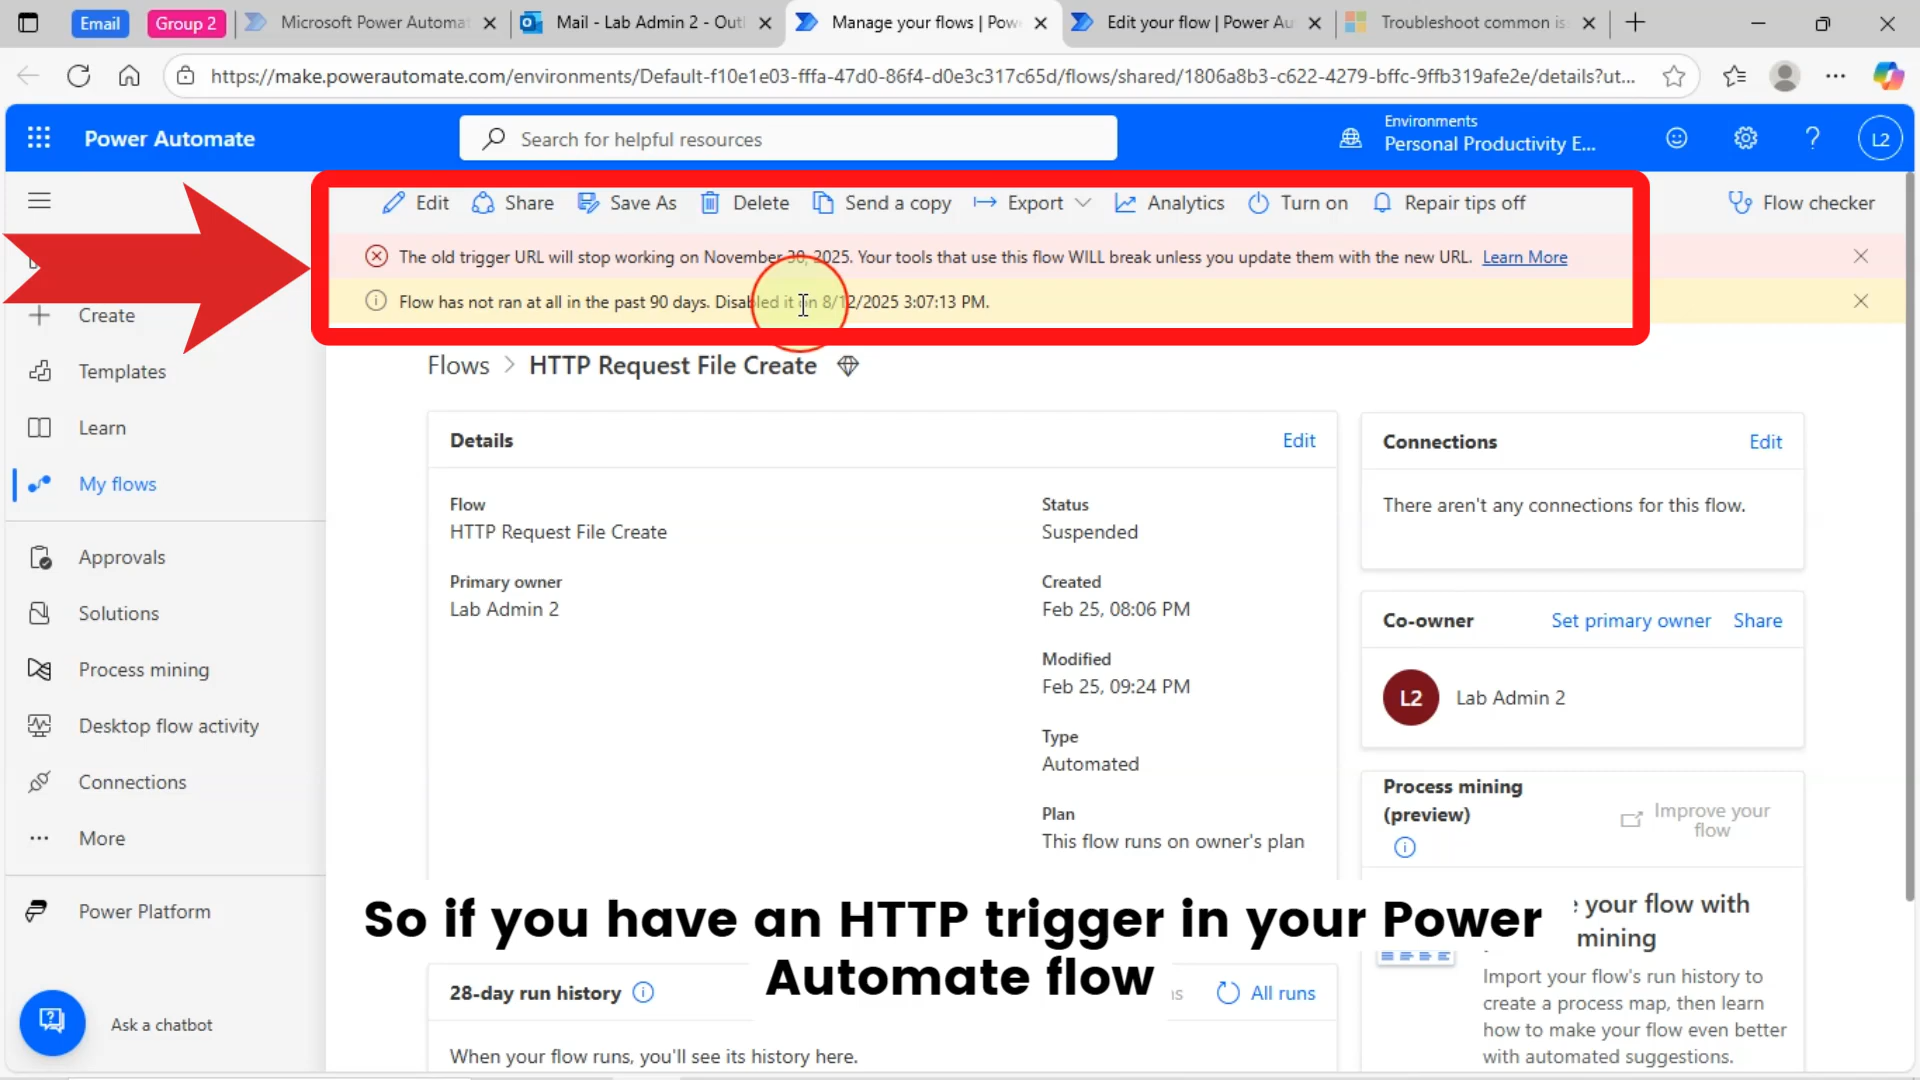 Email
Group 2
Microsoft Power Automat
Mail - Lab Admin 2 - Outl
Manage your flows | Pow
Edit your flow | Power Au
Troubleshoot common is
https://make.powerautomate.com/environments/Default-f10e1e03-fffa-47d0-86f4-d0e3c317c65d/flows/shared/1806a8b3-c622-4279-bffc-9ffb319afe2e/details?ut...
Power Automate
Search for helpful resources
Environments
Personal Productivity E...
L2
Edit
Share
Save As
Delete
Send a copy
Export
Analytics
Turn on
Repair tips off
Flow checker
The old trigger URL will stop working on November 30, 2025. Your tools that use this flow WILL break unless you update them with the new URL. Learn More
Flow has not ran at all in the past 90 days. Disabled it on 8/12/2025 3:07:13 PM.
Create
Templates
Learn
My flows
Approvals
Solutions
Process mining
Desktop flow activity
Connections
More
Power Platform
Ask a chatbot
Flows > HTTP Request File Create
Details
Edit
Flow
HTTP Request File Create
Primary owner
Lab Admin 2
Status
Suspended
Created
Feb 25, 08:06 PM
Modified
Feb 25, 09:24 PM
Type
Automated
Plan
This flow runs on owner's plan
Connections
Edit
There aren't any connections for this flow.
Co-owner
Set primary owner
Share
L2
Lab Admin 2
Process mining
(preview)
Improve your
flow
your flow with
mining
Import your flow's run history to
create a process map, then learn
how to make your flow even better
with automated suggestions.
So if you have an HTTP trigger in your Power
Automate flow
28-day run history
All runs
When your flow runs, you'll see its history here.